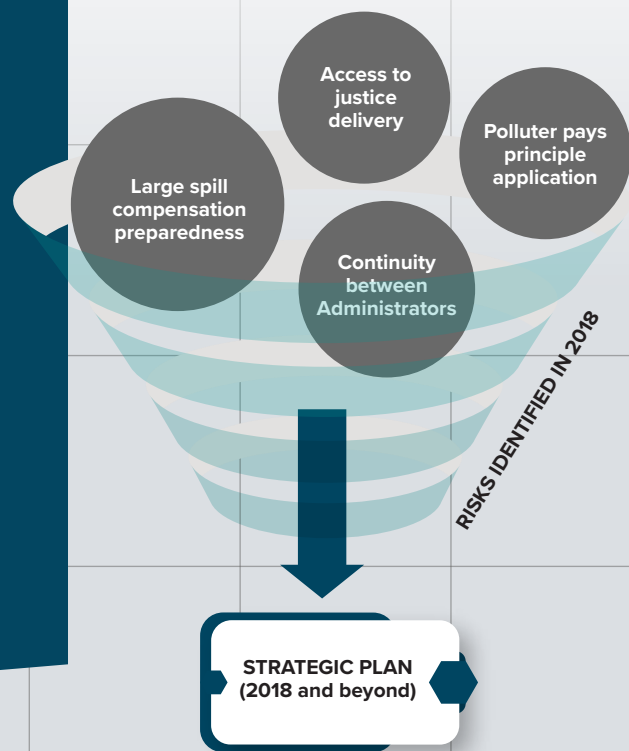 Access to
justice
delivery
Polluter pays
principle
application
Large spill
compensation
preparedness
Continuity
between
Administrators
RISKS IDENTIFIED IN 2018
STRATEGIC PLAN
(2018 and beyond)